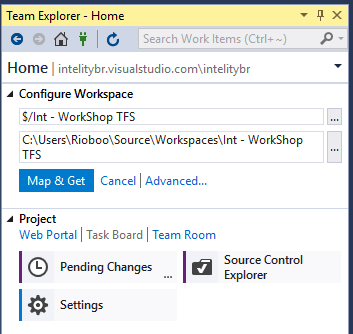 Team Explorer - Home
Search Work Items (Ctrl+~)
Home | intelitybr.visualstudio.com\intelitybr
Configure Workspace
$/Int - WorkShop TFS
...
C:\Users\Rioboo\Source\Workspaces\Int - WorkShop
TFS
...
Map & Get Cancel | Advanced...
Project
Web Portal | Task Board | Team Room
Pending Changes ...
Source Control
Explorer
Settings